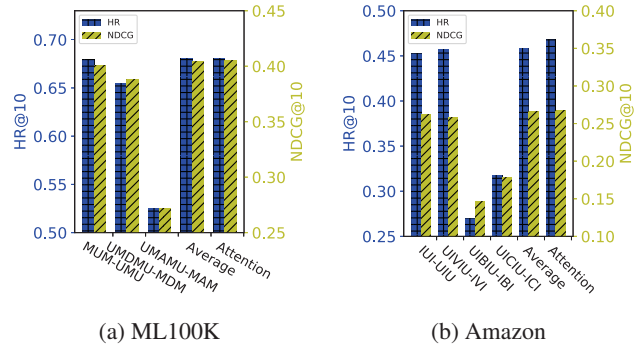 0.70
0.65
0.60
0.55
0.50
HR@10
HR
NDCG
0.45
0.40
0.35
0.30
0.25
NDCG@10
MUM-UMU
UMDMU-MDM
UMAMU-MAM
Average
Attention
(a) ML100K
0.50
0.45
0.40
0.35
0.30
0.25
HR@10
HR
NDCG
0.40
0.35
0.30
0.25
0.20
0.15
0.10
NDCG@10
IUI-UIU
UIVIU-IVI
UIBIU-IBI
UICIU-ICI
Average
Attention
(b) Amazon